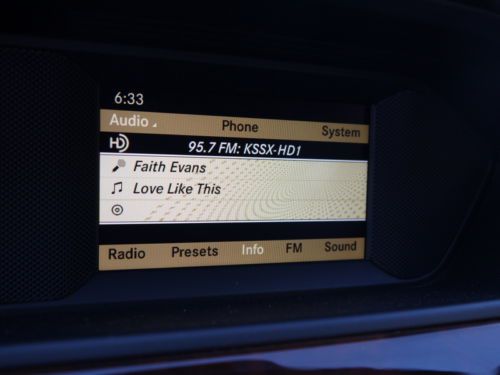 6:33
Audio Phone System
HD 95.7 FM: KSSX-HD1
Faith Evans
Love Like This
Radio Presets Info FM Sound